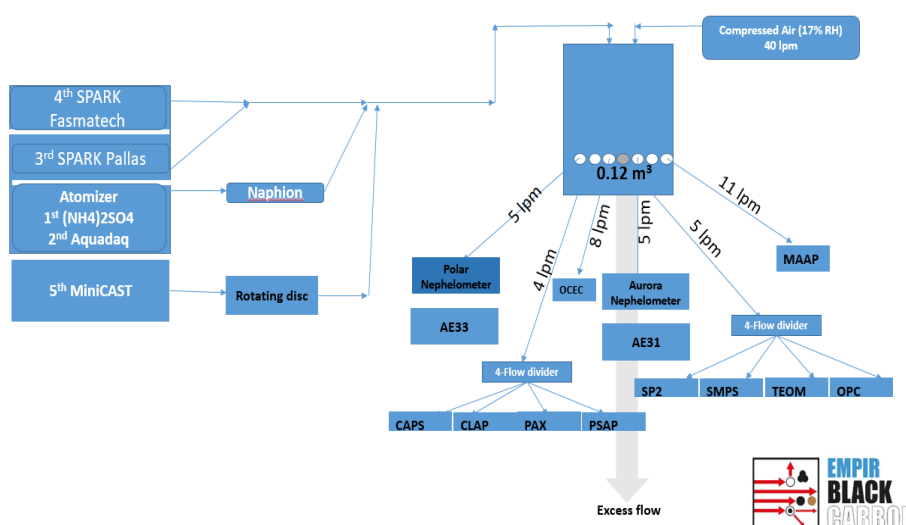 Compressed Air (17% RH)
40 lpm
4th SPARK
Fasmatech
3rd SPARK Pallas
Atomizer
1st (NH4)2SO4
2nd Aquadaq
Naphion
5th MiniCAST
Rotating disc
0.12 m³
5 lpm
4 lpm
8 lpm
5 lpm
5 lpm
11 lpm
Polar
Nephelometer
AE33
OCEC
Aurora
Nephelometer
AE31
MAAP
4-Flow divider
CAPS
CLAP
PAX
PSAP
4-Flow divider
SP2
SMPS
TEOM
OPC
Excess flow
EMPIR
BLACK
CARBON